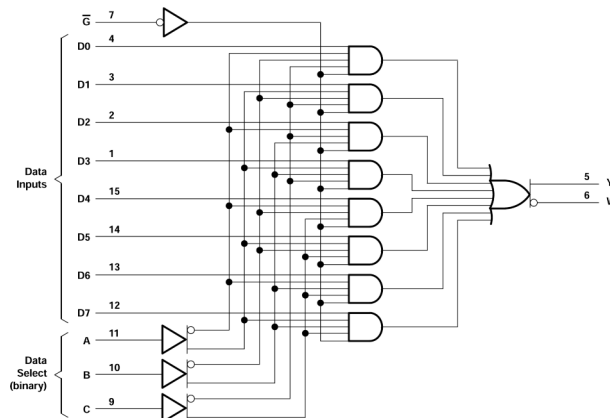 G 7
D0 4
D1 3
D2 2
D3 1
D4 15
D5 14
D6 13
D7 12
Data
Inputs
A 11
B 10
C 9
Data
Select
(binary)
5 Y
6 W